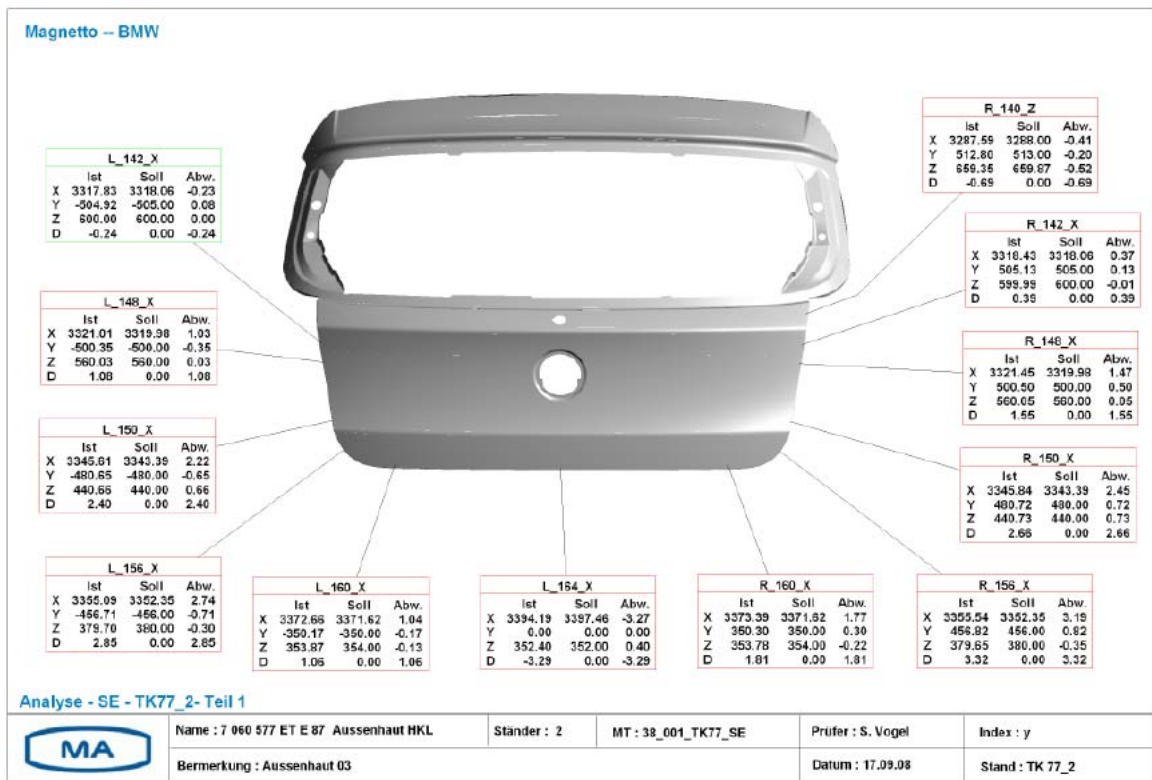 Magnetto -- BMW
R_140_Z
Ist Soll Abw.
X 3287.59 3288.00 -0.41
Y 512.80 513.00 -0.20
Z 659.35 659.87 -0.52
D -0.69 0.00 -0.69
L_142_X
Ist Soll Abw.
X 3317.83 3318.06 -0.23
Y -504.92 -505.00 0.08
Z 600.00 600.00 0.00
D -0.24 0.00 -0.24
R_142_X
Ist Soll Abw.
X 3318.43 3318.06 0.37
Y 505.13 505.00 0.13
Z 599.99 600.00 -0.01
D 0.39 0.00 0.39
L_148_X
Ist Soll Abw.
X 3321.01 3319.98 1.03
Y -500.35 -500.00 -0.35
Z 560.03 560.00 0.03
D 1.08 0.00 1.08
R_148_X
Ist Soll Abw.
X 3321.45 3319.98 1.47
Y 500.50 500.00 0.50
Z 560.05 560.00 0.05
D 1.55 0.00 1.55
L_150_X
Ist Soll Abw.
X 3345.61 3343.39 2.22
Y -480.65 -480.00 -0.65
Z 440.66 440.00 0.66
D 2.40 0.00 2.40
R_150_X
Ist Soll Abw.
X 3345.84 3343.39 2.45
Y 480.72 480.00 0.72
Z 440.73 440.00 0.73
D 2.66 0.00 2.66
L_156_X
Ist Soll Abw.
X 3355.09 3352.35 2.74
Y -456.71 -456.00 -0.71
Z 379.70 380.00 -0.30
D 2.85 0.00 2.85
L_160_X
Ist Soll Abw.
X 3372.66 3371.62 1.04
Y -350.17 -350.00 -0.17
Z 353.87 354.00 -0.13
D 1.06 0.00 1.06
L_164_X
Ist Soll Abw.
X 3394.19 3397.46 -3.27
Y 0.00 0.00 0.00
Z 352.40 352.00 0.40
D -3.29 0.00 -3.29
R_160_X
Ist Soll Abw.
X 3373.39 3371.62 1.77
Y 350.30 350.00 0.30
Z 353.78 354.00 -0.22
D 1.81 0.00 1.81
R_156_X
Ist Soll Abw.
X 3355.54 3352.35 3.19
Y 456.82 456.00 0.82
Z 379.65 380.00 -0.35
D 3.32 0.00 3.32
Analyse - SE - TK77_2- Teil 1
MA
Name : 7 060 577 ET E 87 Aussenhaut HKL
Ständer : 2
MT : 38_001_TK77_SE
Prüfer : S. Vogel
Index : y
Bermerkung : Aussenhaut 03
Datum : 17.09.08
Stand : TK 77_2